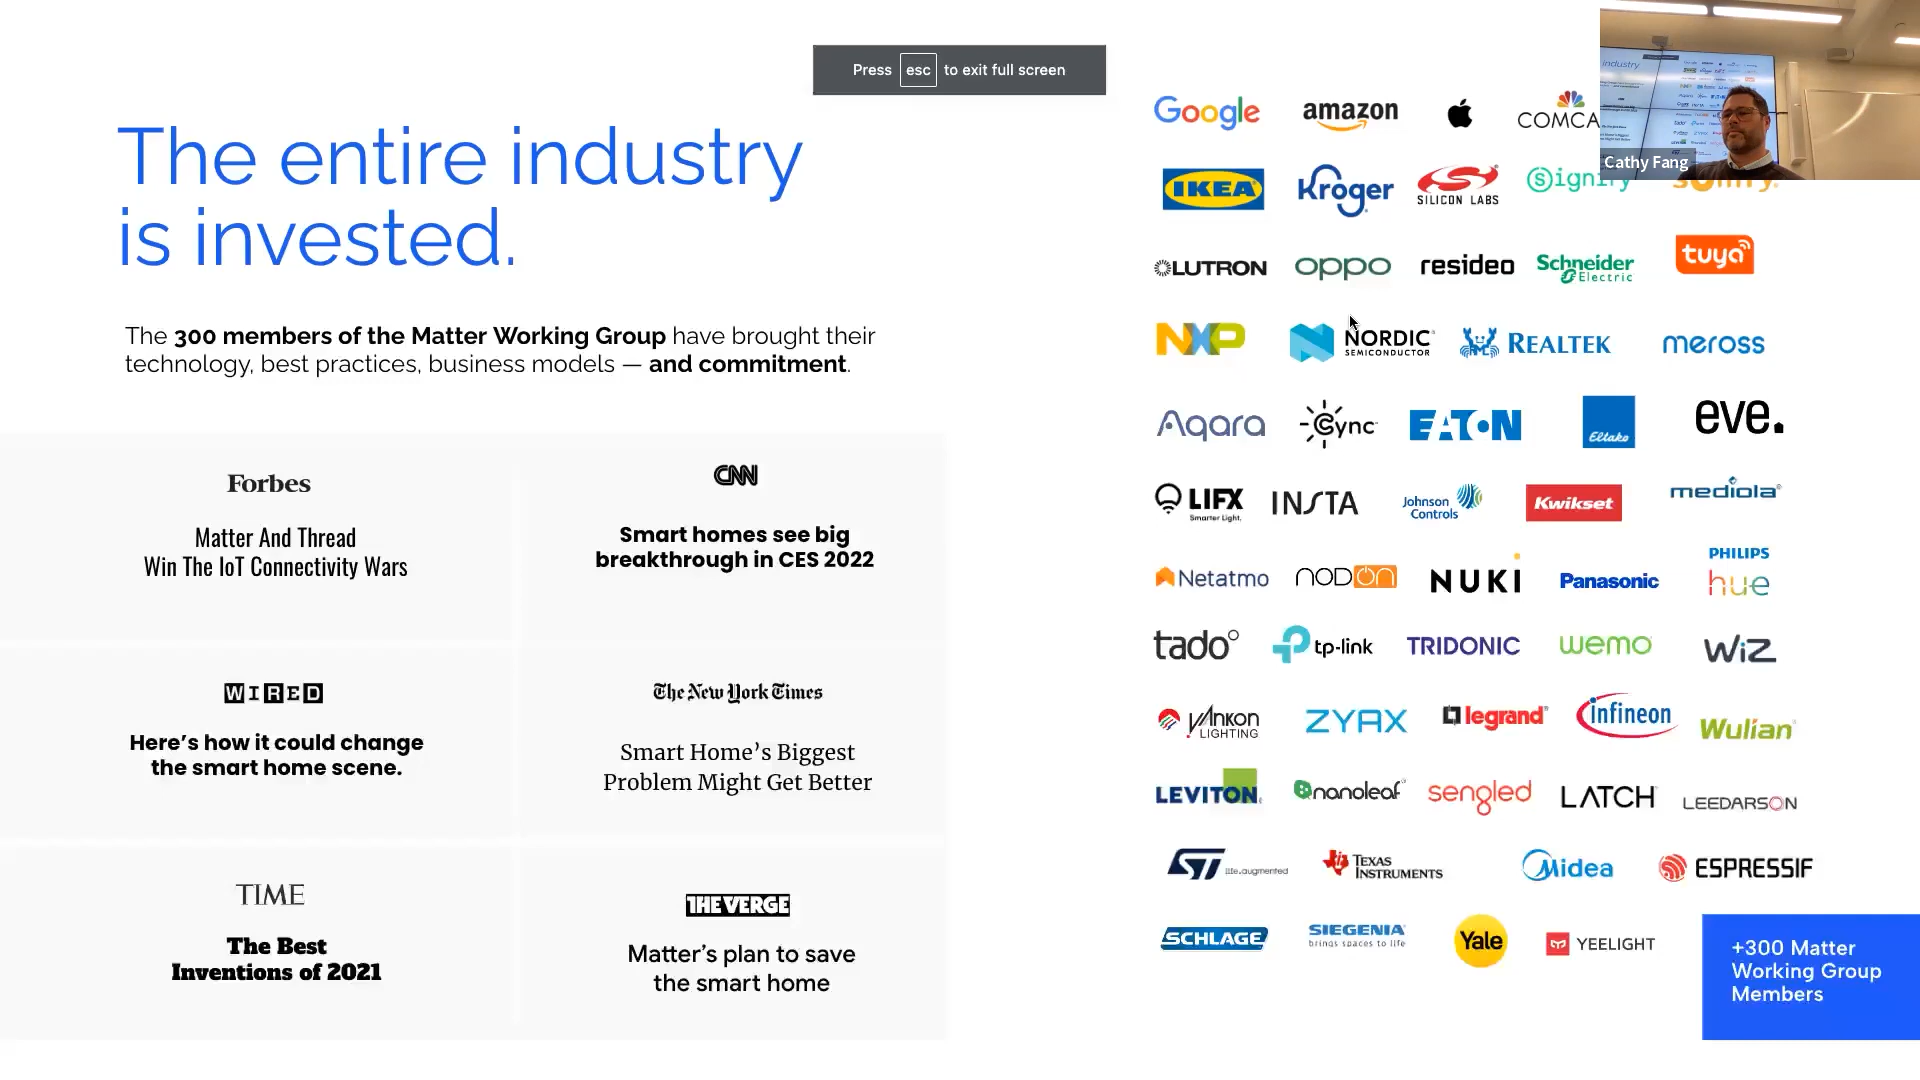 Press esc to exit full screen
The entire industry
is invested.
The 300 members of the Matter Working Group have brought their
technology, best practices, business models — and commitment.
Forbes
Matter And Thread
Win The IoT Connectivity Wars
CNN
Smart homes see big
breakthrough in CES 2022
WIRED
Here's how it could change
the smart home scene.
The New York Times
Smart Home's Biggest
Problem Might Get Better
TIME
The Best
Inventions of 2021
THE VERGE
Matter's plan to save
the smart home
Google amazon COMCA
industry
Cathy Fang
IKEA Kroger SILICON LABS signify somfy
LUTRON oppo resideo Schneider Electric tuya
NXP NORDIC SEMICONDUCTOR REALTEK meross
Aqara Cync EATON Eltako eve.
LIFX Smarter Light. INSTA Johnson Controls Kwikset mediola
Netatmo NODON NUKI Panasonic PHILIPS hue
tado° tp-link TRIDONIC wemo WiZ
YANKON LIGHTING ZYAX legrand infineon Wulian
LEVITON nanoleaf sengled LATCH LEEDARSON
ST life.augmented TEXAS INSTRUMENTS Midea ESPRESSIF
SCHLAGE SIEGENIA brings spaces to life Yale YEELIGHT
+300 Matter
Working Group
Members